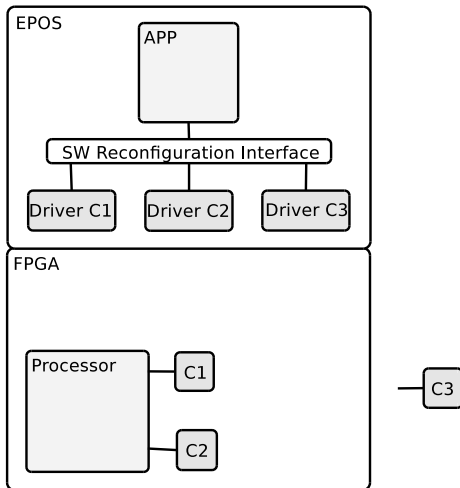 EPOS
APP
SW Reconfiguration Interface
Driver C1
Driver C2
Driver C3
FPGA
Processor
C1
C3
C2